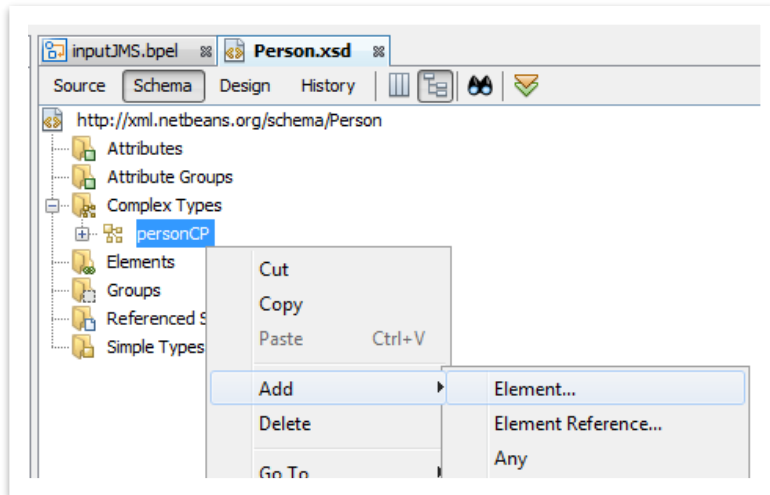 inputJMS.bpel Person.xsd
Source Schema Design History
http://xml.netbeans.org/schema/Person
Attributes
Attribute Groups
Complex Types
personCP
Elements
Groups
Referenced S
Simple Types
Cut
Copy
Paste Ctrl+V
Add
Delete
Go To
Element...
Element Reference...
Any